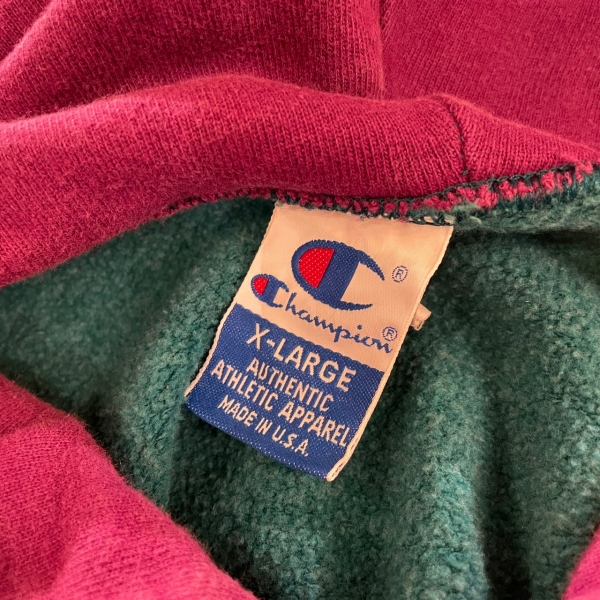 ®
Champion®
X-LARGE
AUTHENTIC
ATHLETIC APPAREL
MADE IN U.S.A.